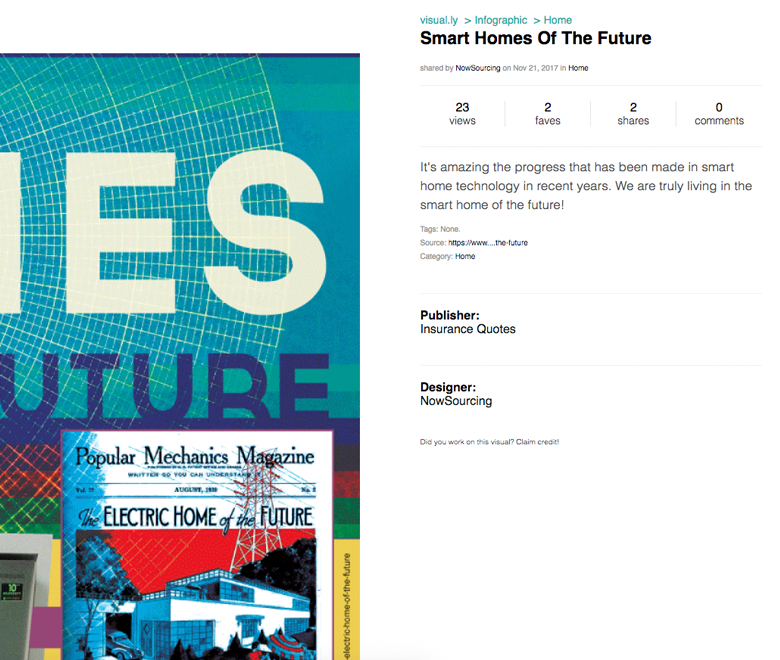 visual.ly > Infographic > Home
Smart Homes Of The Future
shared by NowSourcing on Nov 21, 2017 in Home
23
views
2
faves
2
shares
0
comments
It's amazing the progress that has been made in smart
home technology in recent years. We are truly living in the
smart home of the future!
Tags: None.
Source: https://www....the-future
Category: Home
Publisher:
Insurance Quotes
Designer:
NowSourcing
Did you work on this visual? Claim credit!
MES
UTURE
Popular Mechanics Magazine
WRITTEN SO YOU CAN UNDERSTAND IT
AUGUST, 1939
No. 2
The ELECTRIC HOME of the FUTURE
10
-electric-home-of-the-future